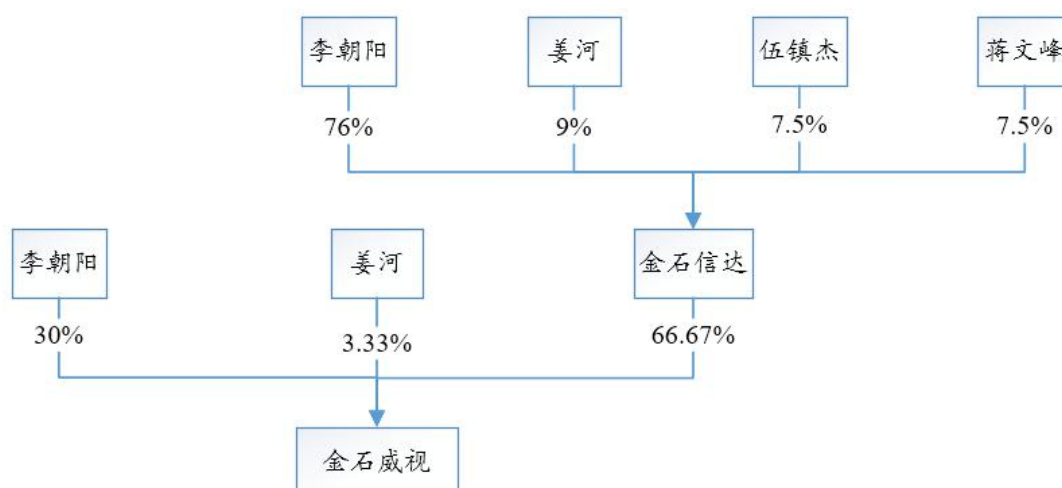 李朝阳 姜河 伍镇杰 蒋文峰
76% 9% 7.5% 7.5%
李朝阳 姜河 金石信达
30% 3.33% 66.67%
金石威视